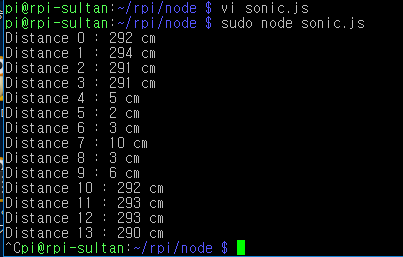 pi@rpi-sultan:~/rpi/node $ vi sonic.js
pi@rpi-sultan:~/rpi/node $ sudo node sonic.js
Distance 0 : 292 cm
Distance 1 : 294 cm
Distance 2 : 291 cm
Distance 3 : 291 cm
Distance 4 : 5 cm
Distance 5 : 2 cm
Distance 6 : 3 cm
Distance 7 : 10 cm
Distance 8 : 3 cm
Distance 9 : 6 cm
Distance 10 : 292 cm
Distance 11 : 293 cm
Distance 12 : 293 cm
Distance 13 : 290 cm
^Cpi@rpi-sultan:~/rpi/node $